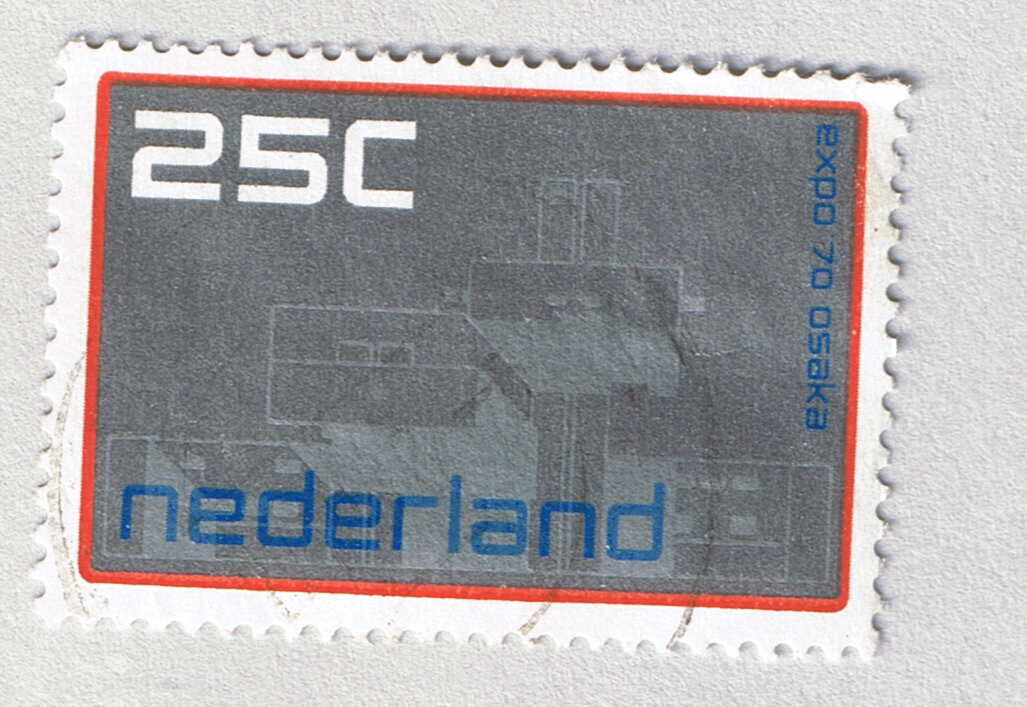 25c
expo '70 osaka
nederland